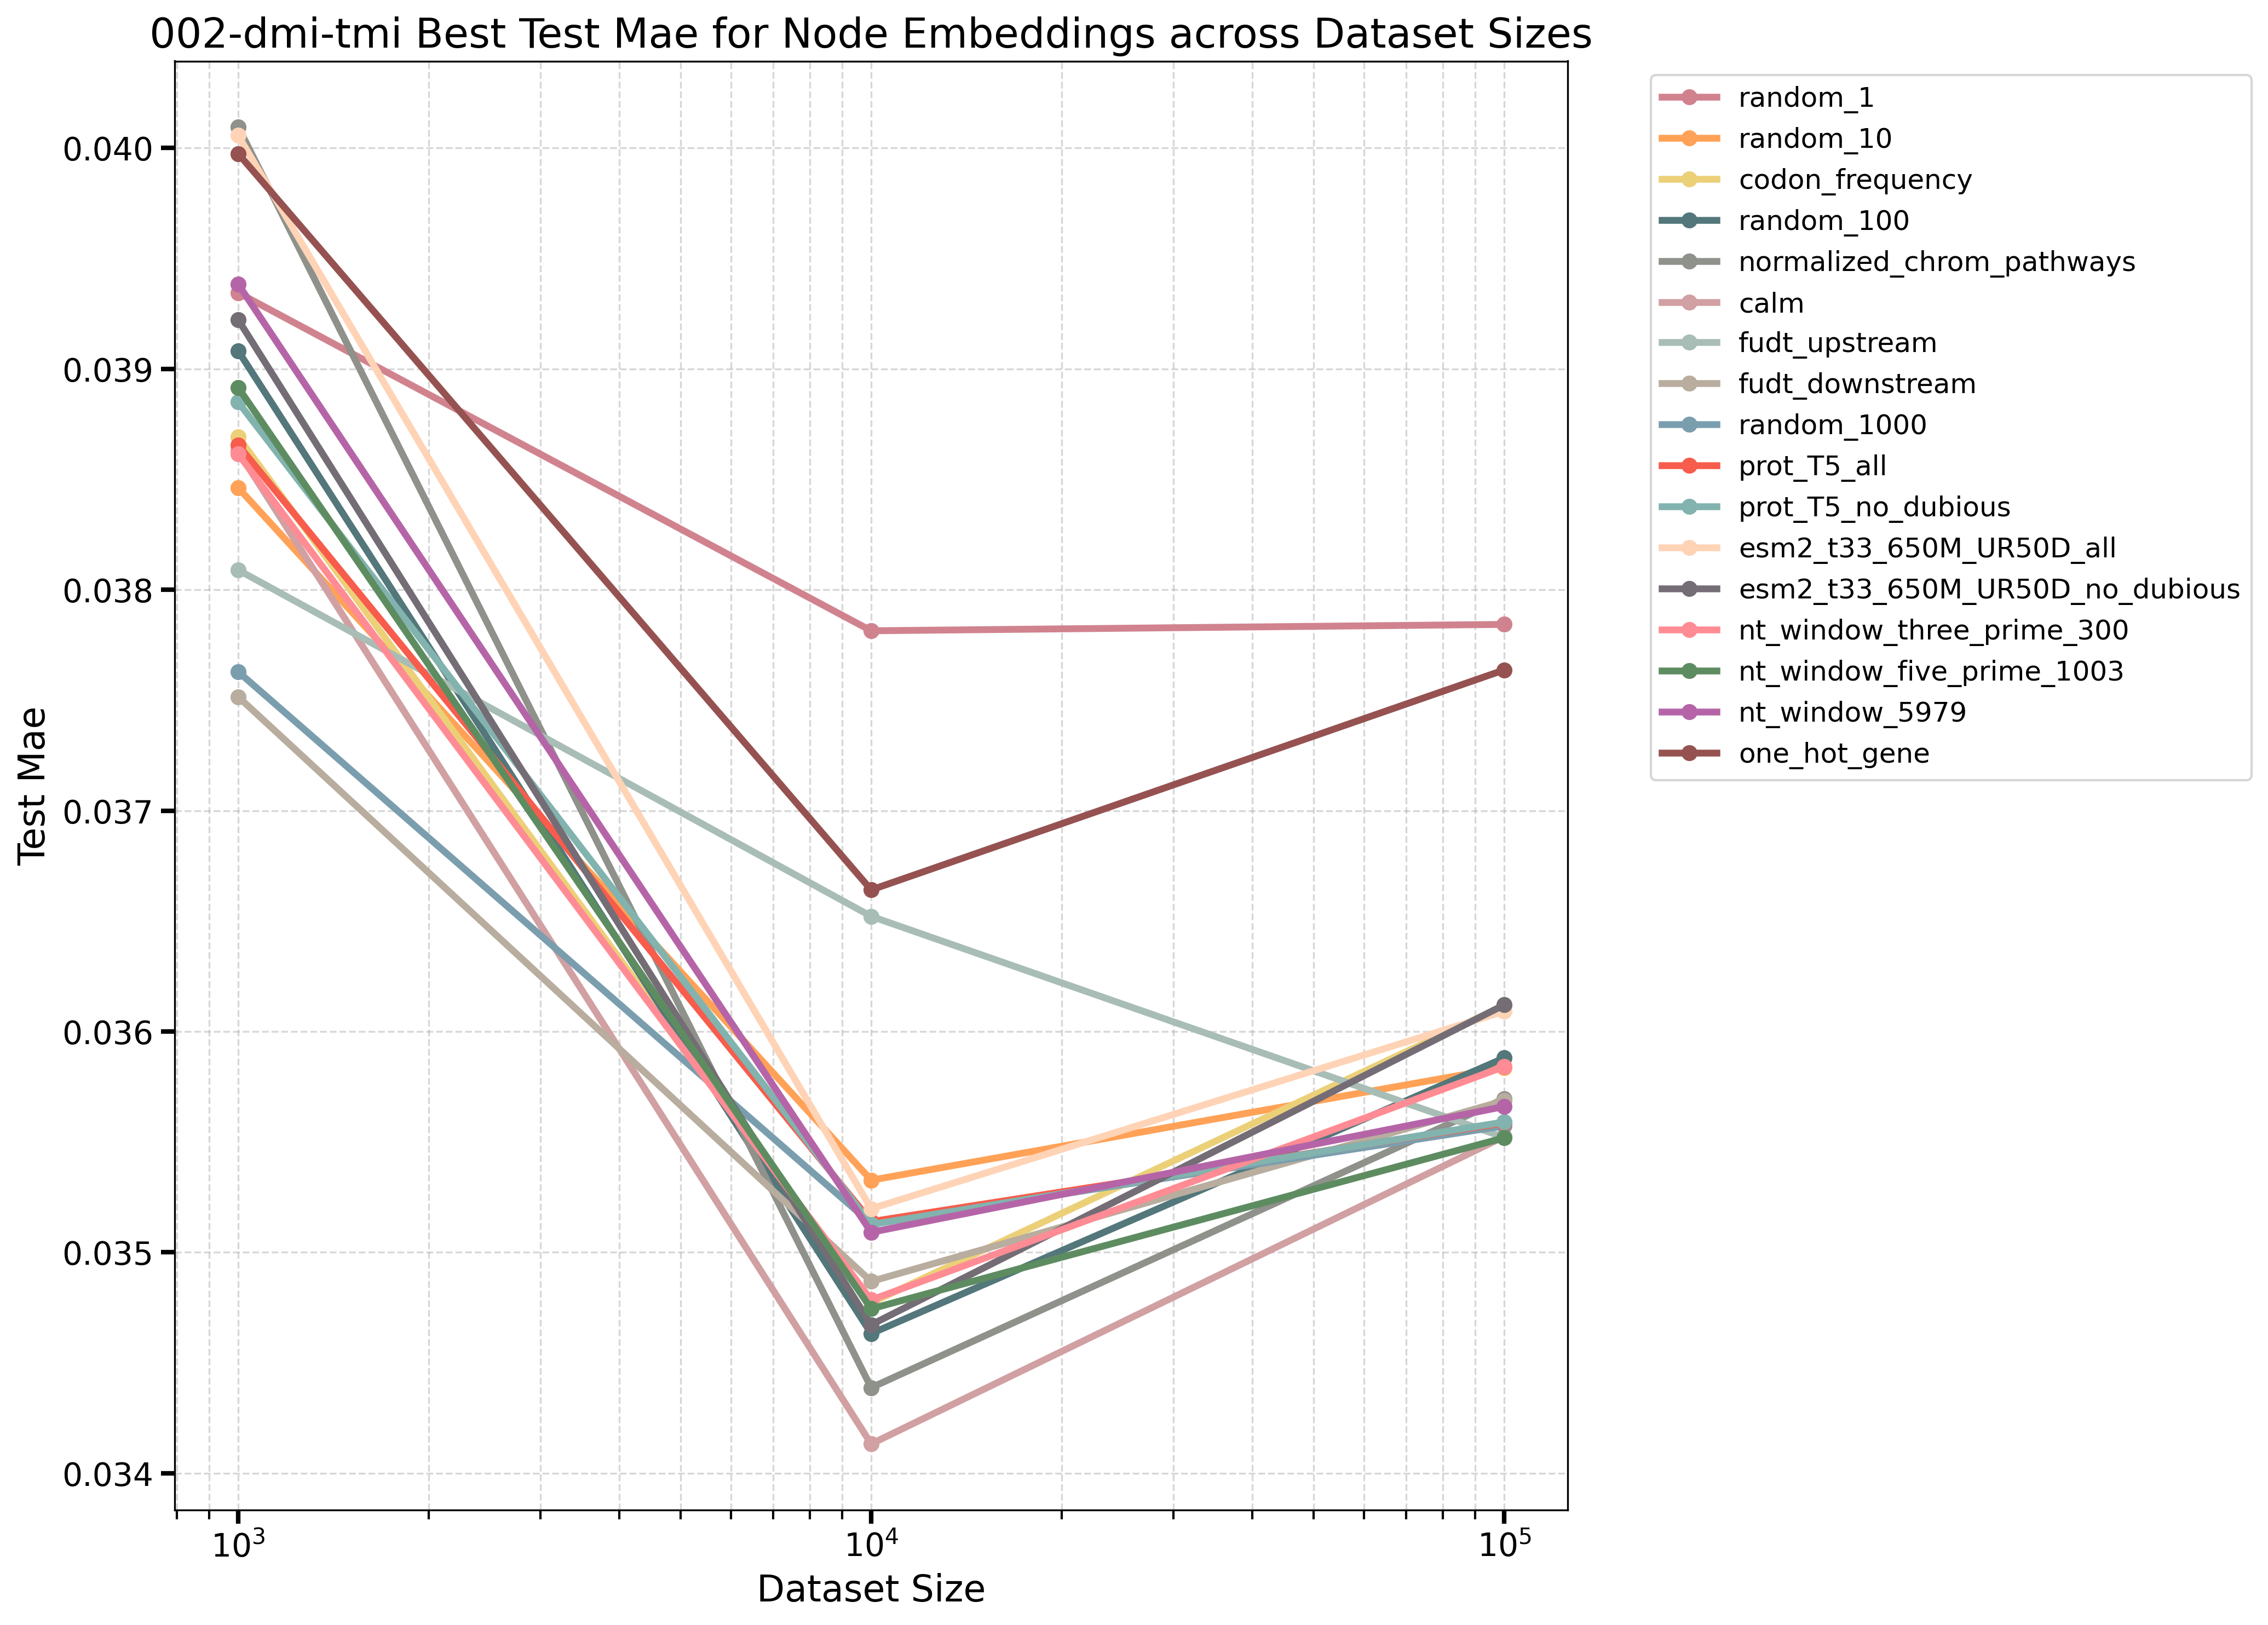 002-dmi-tmi Best Test Mae for Node Embeddings across Dataset Sizes
Test Mae
0.040
0.039
0.038
0.037
0.036
0.035
0.034
10³
10⁴
10⁵
Dataset Size
random_1
random_10
codon_frequency
random_100
normalized_chrom_pathways
calm
fudt_upstream
fudt_downstream
random_1000
prot_T5_all
prot_T5_no_dubious
esm2_t33_650M_UR50D_all
esm2_t33_650M_UR50D_no_dubious
nt_window_three_prime_300
nt_window_five_prime_1003
nt_window_5979
one_hot_gene